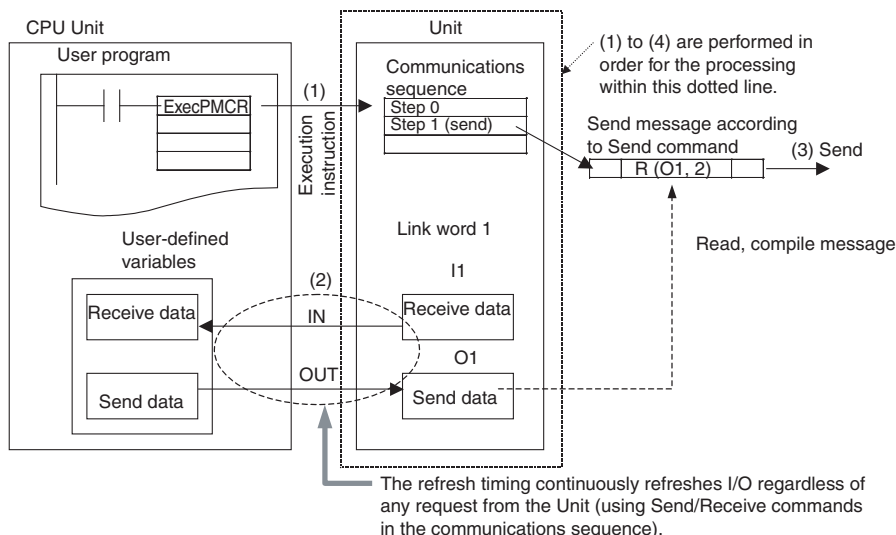 CPU Unit
User program
ExecPMCR
(1)
Execution
instruction
Unit
Communications
sequence
Step 0
Step 1 (send)
(1) to (4) are performed in
order for the processing
within this dotted line.
Send message according
to Send command
(3) Send
R (O1, 2)
Read, compile message
User-defined
variables
Receive data
Send data
(2)
IN
OUT
Link word 1
I1
Receive data
O1
Send data
The refresh timing continuously refreshes I/O regardless of
any request from the Unit (using Send/Receive commands
in the communications sequence).